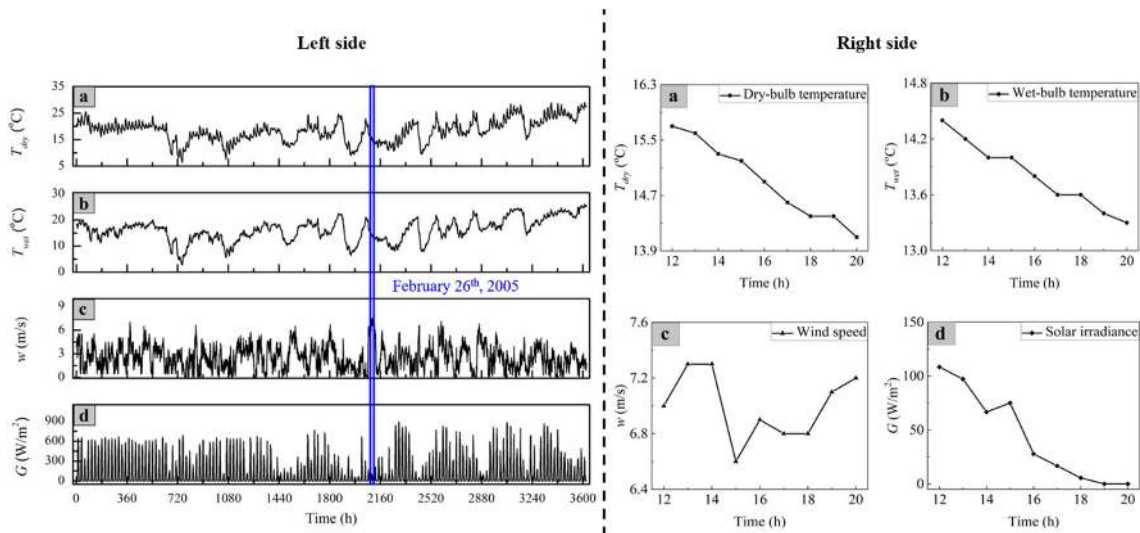 Left side
a
35
25
15
5
T_dry (°C)
b
30
20
10
0
T_wet (°C)
February 26th, 2005
c
9
6
3
0
w (m/s)
d
900
600
300
0
G (W/m²)
0 360 720 1080 1440 1800 2160 2520 2880 3240 3600
Time (h)
Right side
a
Dry-bulb temperature
16.3
15.5
14.7
13.9
T_dry (°C)
12 14 16 18 20
Time (h)
b
Wet-bulb temperature
14.8
14.2
13.6
13.0
T_wet (°C)
12 14 16 18 20
Time (h)
c
Wind speed
7.6
7.2
6.8
6.4
w (m/s)
12 14 16 18 20
Time (h)
d
Solar irradiance
150
100
50
0
G (W/m²)
12 14 16 18 20
Time (h)